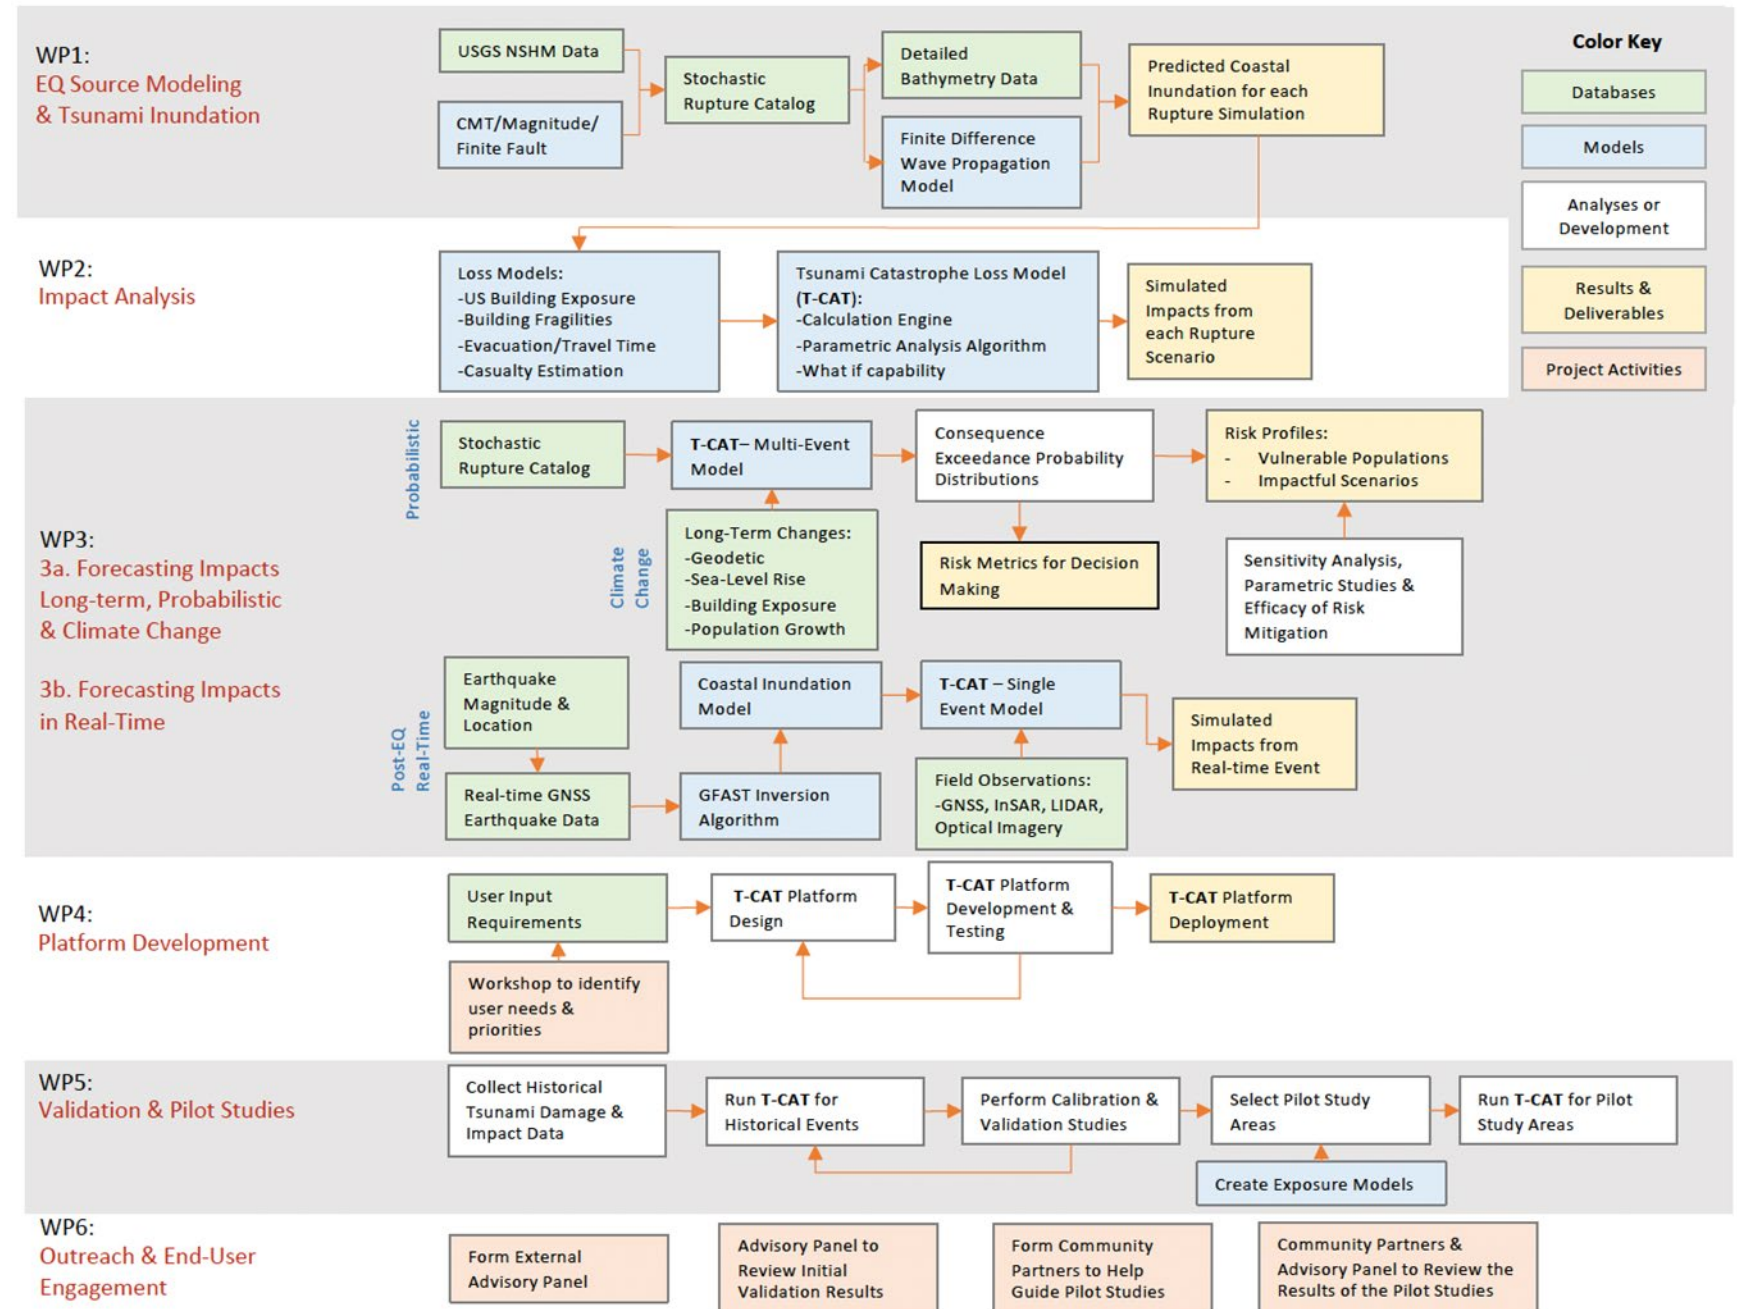 WP1:
EQ Source Modeling
& Tsunami Inundation
USGS NSHM Data
CMT/Magnitude/
Finite Fault
Stochastic
Rupture Catalog
Detailed
Bathymetry Data
Finite Difference
Wave Propagation
Model
Predicted Coastal
Inundation for each
Rupture Simulation
Color Key
Databases
Models
Analyses or
Development
Results &
Deliverables
Project Activities
WP2:
Impact Analysis
Loss Models:
-US Building Exposure
-Building Fragilities
-Evacuation/Travel Time
-Casualty Estimation
Tsunami Catastrophe Loss Model
(T-CAT):
-Calculation Engine
-Parametric Analysis Algorithm
-What if capability
Simulated
Impacts from
each Rupture
Scenario
WP3:
3a. Forecasting Impacts
Long-term, Probabilistic
& Climate Change
3b. Forecasting Impacts
in Real-Time
Probabilistic
Stochastic
Rupture Catalog
T-CAT– Multi-Event
Model
Consequence
Exceedance Probability
Distributions
Risk Profiles:
- Vulnerable Populations
- Impactful Scenarios
Climate
Change
Long-Term Changes:
-Geodetic
-Sea-Level Rise
-Building Exposure
-Population Growth
Risk Metrics for Decision
Making
Sensitivity Analysis,
Parametric Studies &
Efficacy of Risk
Mitigation
Post-EQ
Real-Time
Earthquake
Magnitude &
Location
Real-time GNSS
Earthquake Data
Coastal Inundation
Model
GFAST Inversion
Algorithm
T-CAT – Single
Event Model
Field Observations:
-GNSS, InSAR, LIDAR,
Optical Imagery
Simulated
Impacts from
Real-time Event
WP4:
Platform Development
User Input
Requirements
Workshop to identify
user needs &
priorities
T-CAT Platform
Design
T-CAT Platform
Development &
Testing
T-CAT Platform
Deployment
WP5:
Validation & Pilot Studies
Collect Historical
Tsunami Damage &
Impact Data
Run T-CAT for
Historical Events
Perform Calibration &
Validation Studies
Select Pilot Study
Areas
Run T-CAT for Pilot
Study Areas
Create Exposure Models
WP6:
Outreach & End-User
Engagement
Form External
Advisory Panel
Advisory Panel to
Review Initial
Validation Results
Form Community
Partners to Help
Guide Pilot Studies
Community Partners &
Advisory Panel to Review the
Results of the Pilot Studies